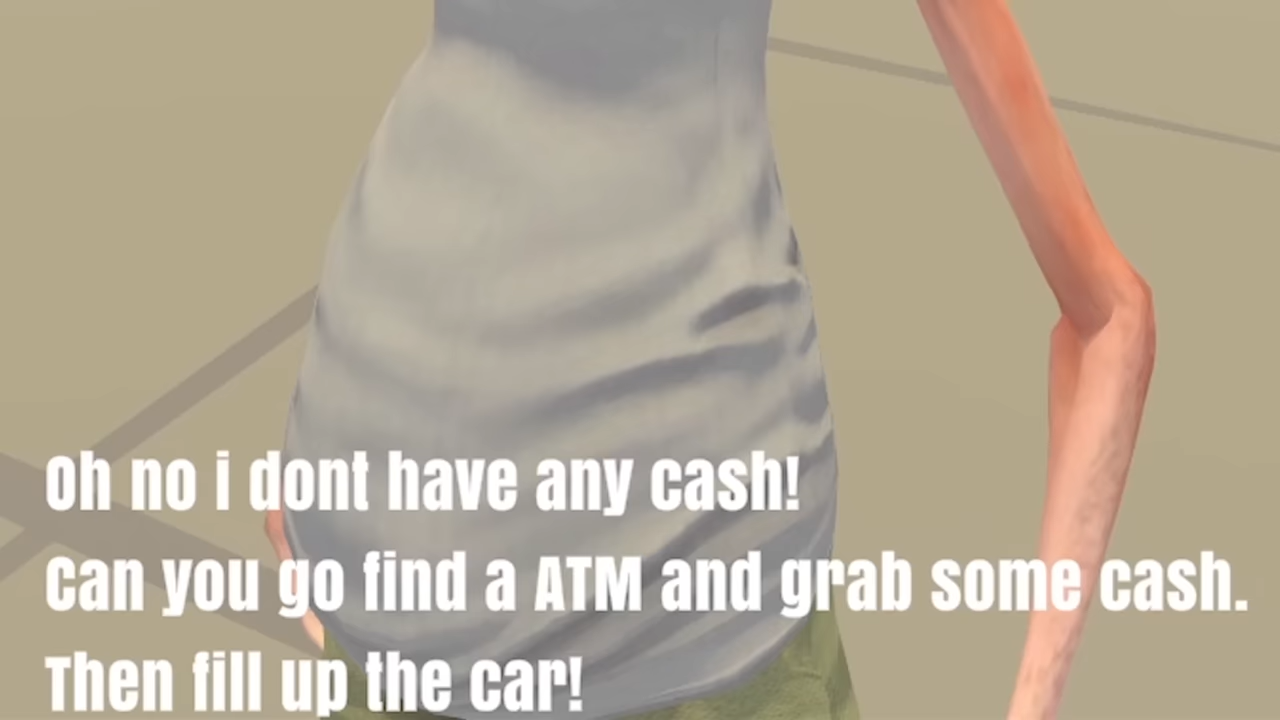 Oh no i dont have any cash!
Can you go find a ATM and grab some cash.
Then fill up the car!